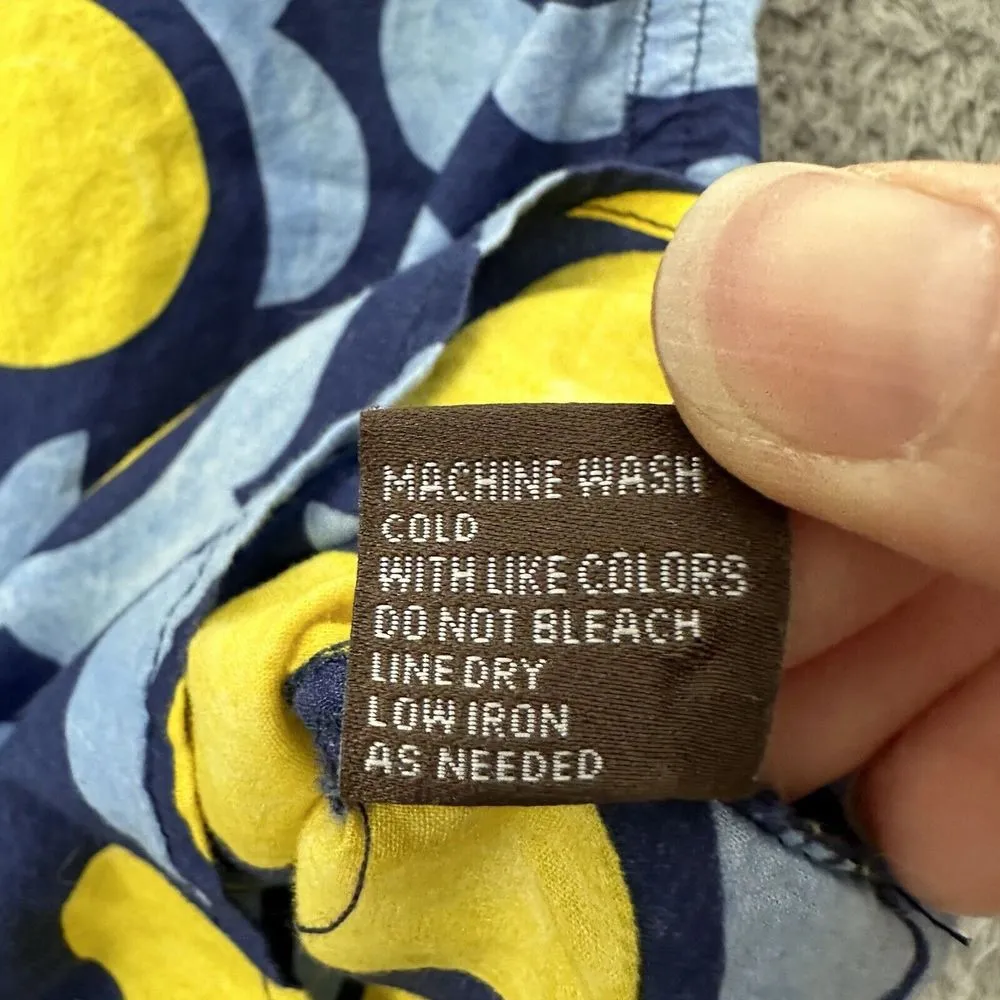 MACHINE WASH
COLD
WITH LIKE COLORS
DO NOT BLEACH
LINE DRY
LOW IRON
AS NEEDED